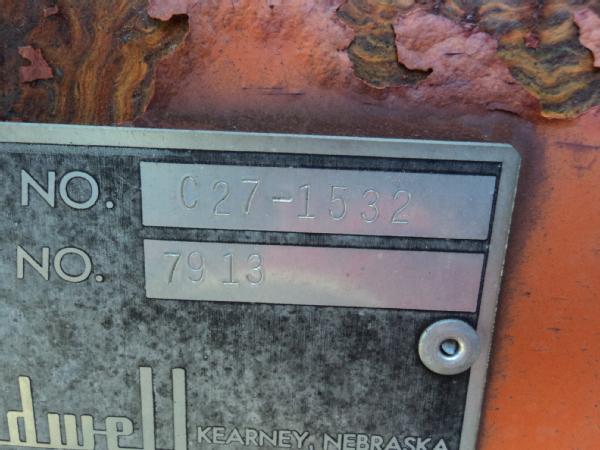 NO. C27-1532
NO. 7913
dwell
KEARNEY, NEBRASKA